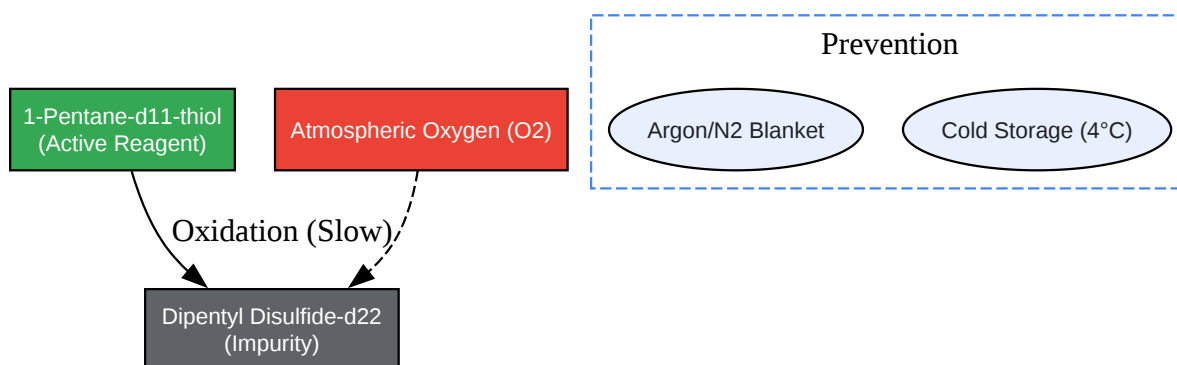 Prevention
1-Pentane-d11-thiol
(Active Reagent)
Atmospheric Oxygen (O2)
Argon/N2 Blanket
Cold Storage (4°C)
Oxidation (Slow)
Dipentyl Disulfide-d22
(Impurity)